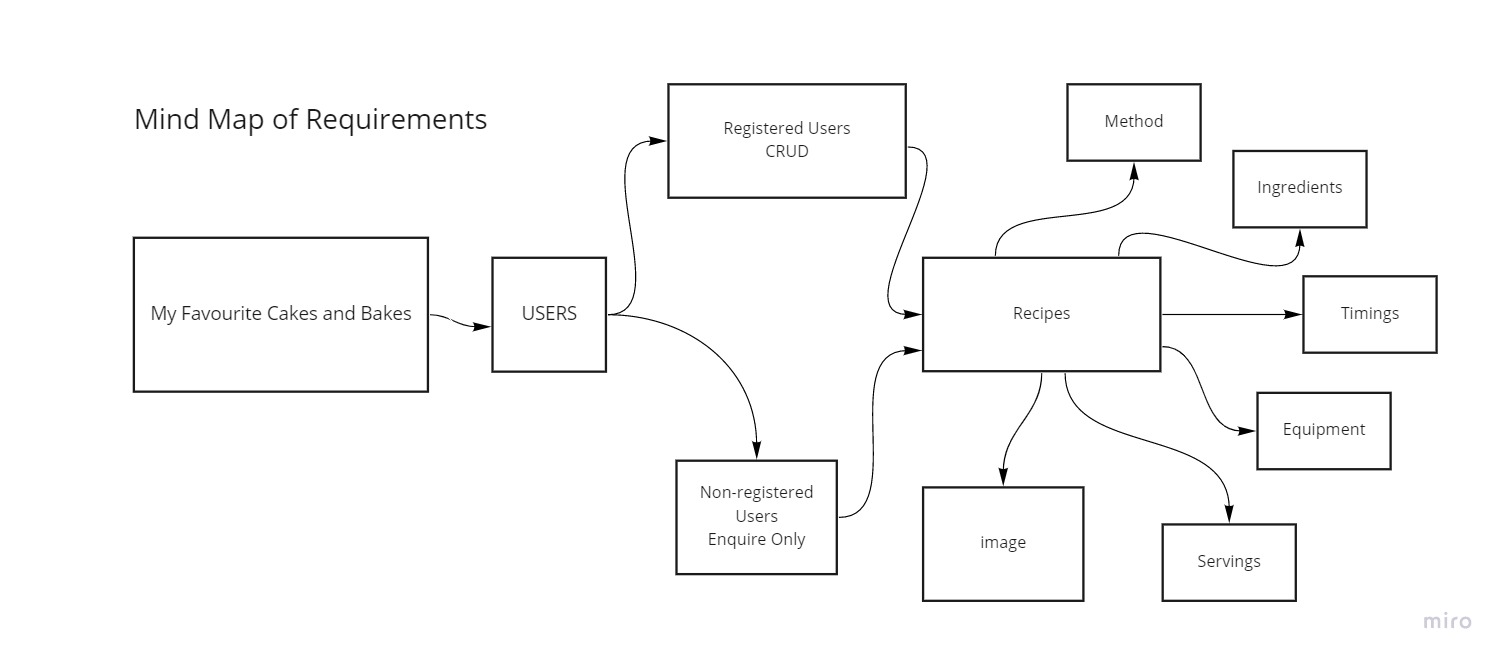 Mind Map of Requirements
My Favourite Cakes and Bakes
USERS
Registered Users
CRUD
Non-registered
Users
Enquire Only
Recipes
Method
Ingredients
Timings
Equipment
Servings
image
miro